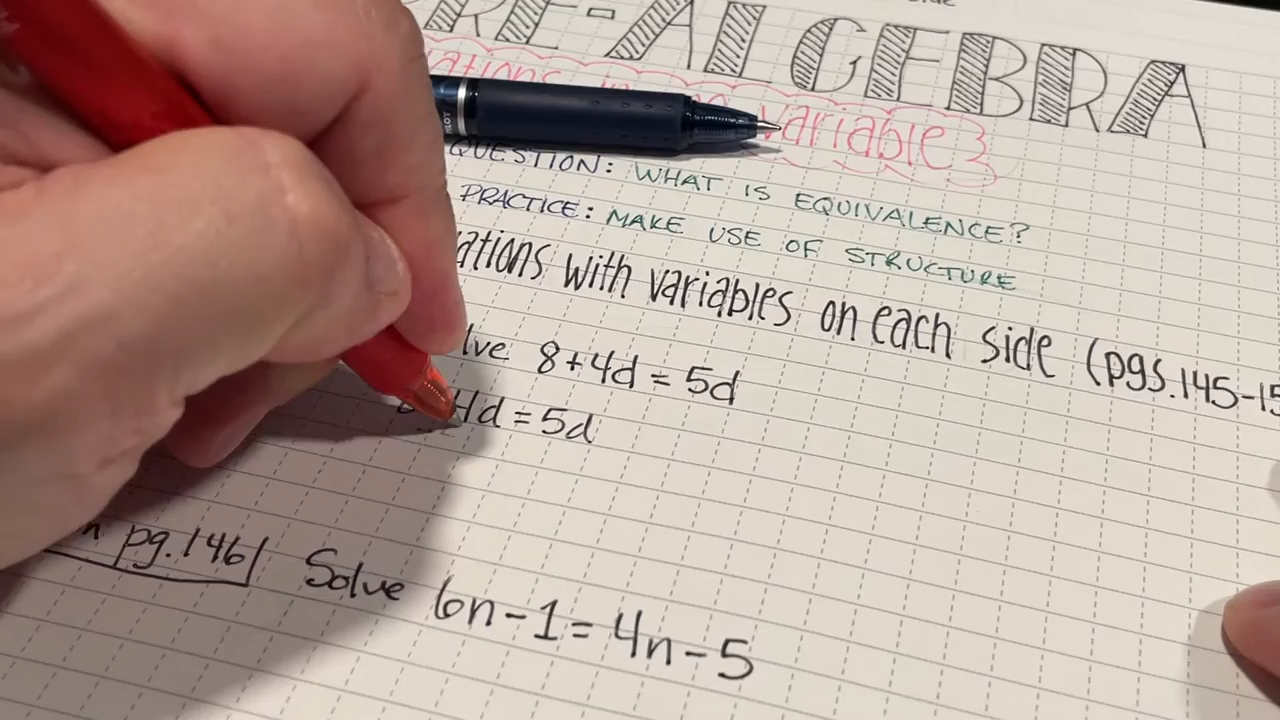 PRE-ALGEBRA
variable
QUESTION: WHAT IS EQUIVALENCE?
PRACTICE: MAKE USE OF STRUCTURE
ations with variables on each side (pgs.145-15
lve 8+4d = 5d
4d = 5d
pg.146 Solve 6n-1= 4n-5
PILOT